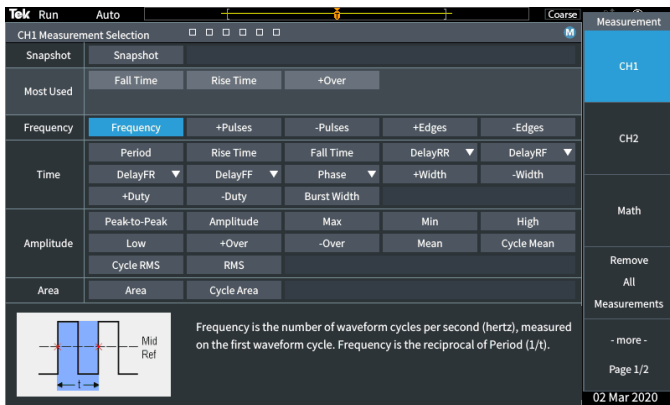 Tek Run Auto Coarse
CH1 Measurement Selection M
Measurement
Snapshot Snapshot
Most Used Fall Time Rise Time +Over
CH1
Frequency Frequency +Pulses -Pulses +Edges -Edges
CH2
Time Period Rise Time Fall Time DelayRR DelayRF
DelayFR DelayFF Phase +Width -Width
+Duty -Duty Burst Width
Math
Amplitude Peak-to-Peak Amplitude Max Min High
Low +Over -Over Mean Cycle Mean
Cycle RMS RMS
Remove
All
Measurements
Area Area Cycle Area
Mid
Ref
t
Frequency is the number of waveform cycles per second (hertz), measured
on the first waveform cycle. Frequency is the reciprocal of Period (1/t).
- more -
Page 1/2
02 Mar 2020